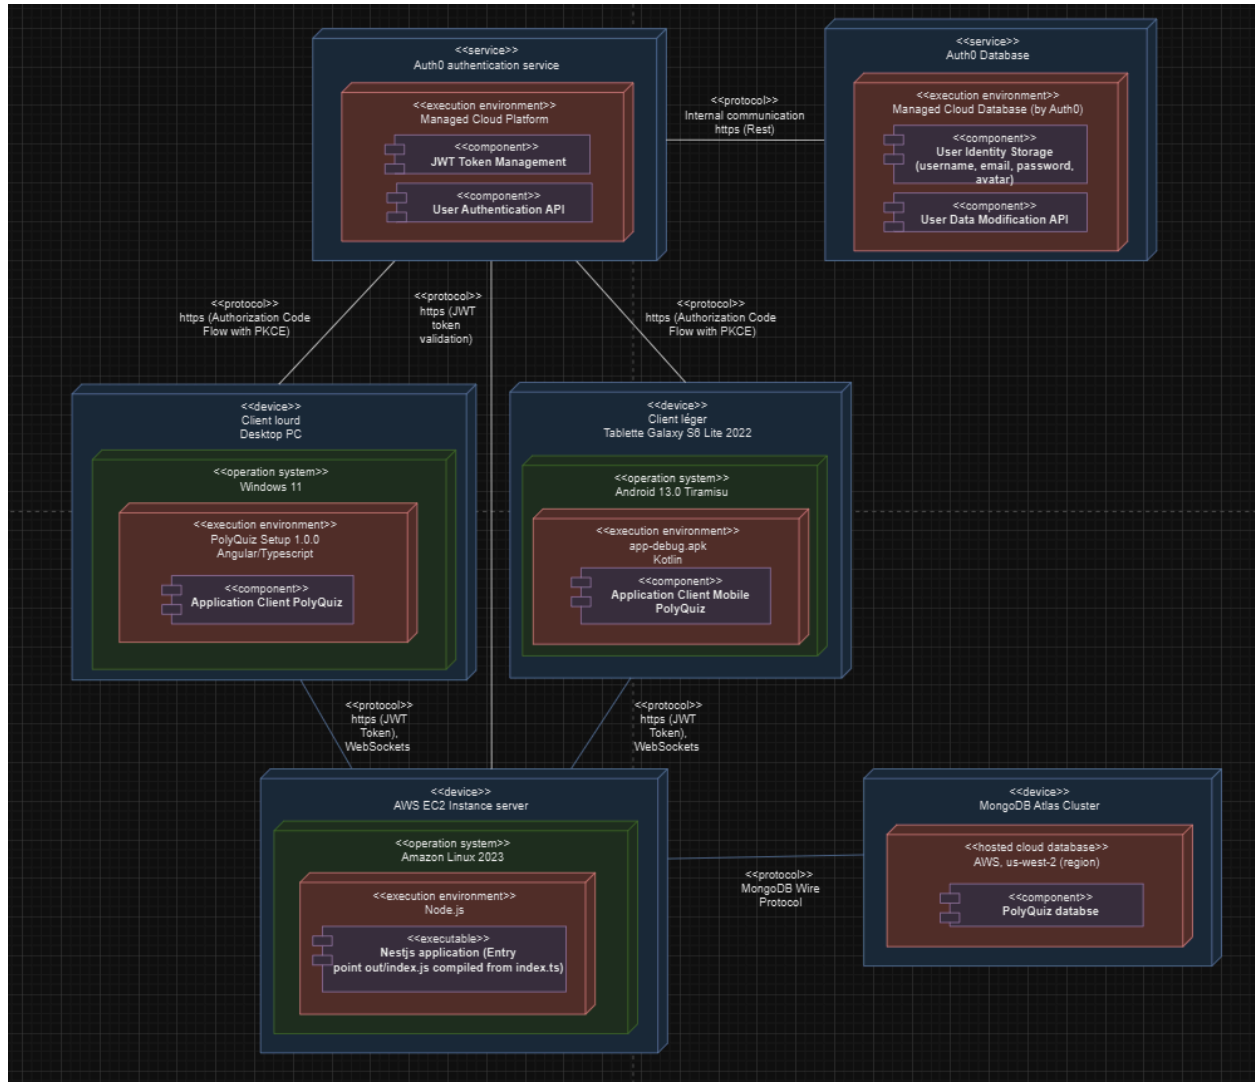 <<service>>
Auth0 authentication service
<<execution environment>>
Managed Cloud Platform
<<component>>
JWT Token Management
<<component>>
User Authentication API
<<protocol>>
Internal communication
https (Rest)
<<service>>
Auth0 Database
<<execution environment>>
Managed Cloud Database (by Auth0)
<<component>>
User Identity Storage
(username, email, password,
avatar)
<<component>>
User Data Modification API
<<protocol>>
https (Authorization Code
Flow with PKCE)
<<protocol>>
https (JWT
token
validation)
<<protocol>>
https (Authorization Code
Flow with PKCE)
<<device>>
Client lourd
Desktop PC
<<operation system>>
Windows 11
<<execution environment>>
PolyQuiz Setup 1.0.0
Angular/Typescript
<<component>>
Application Client PolyQuiz
<<device>>
Client léger
Tablette Galaxy S6 Lite 2022
<<operation system>>
Android 13.0 Tiramisu
<<execution environment>>
app-debug.apk
Kotlin
<<component>>
Application Client Mobile
PolyQuiz
<<protocol>>
https (JWT
Token),
WebSockets
<<protocol>>
https (JWT
Token),
WebSockets
<<device>>
AWS EC2 Instance server
<<operation system>>
Amazon Linux 2023
<<execution environment>>
Node.js
<<executable>>
Nestjs application (Entry
point out/index.js compiled from index.ts)
<<protocol>>
MongoDB Wire
Protocol
<<device>>
MongoDB Atlas Cluster
<<hosted cloud database>>
AWS, us-west-2 (region)
<<component>>
PolyQuiz databse